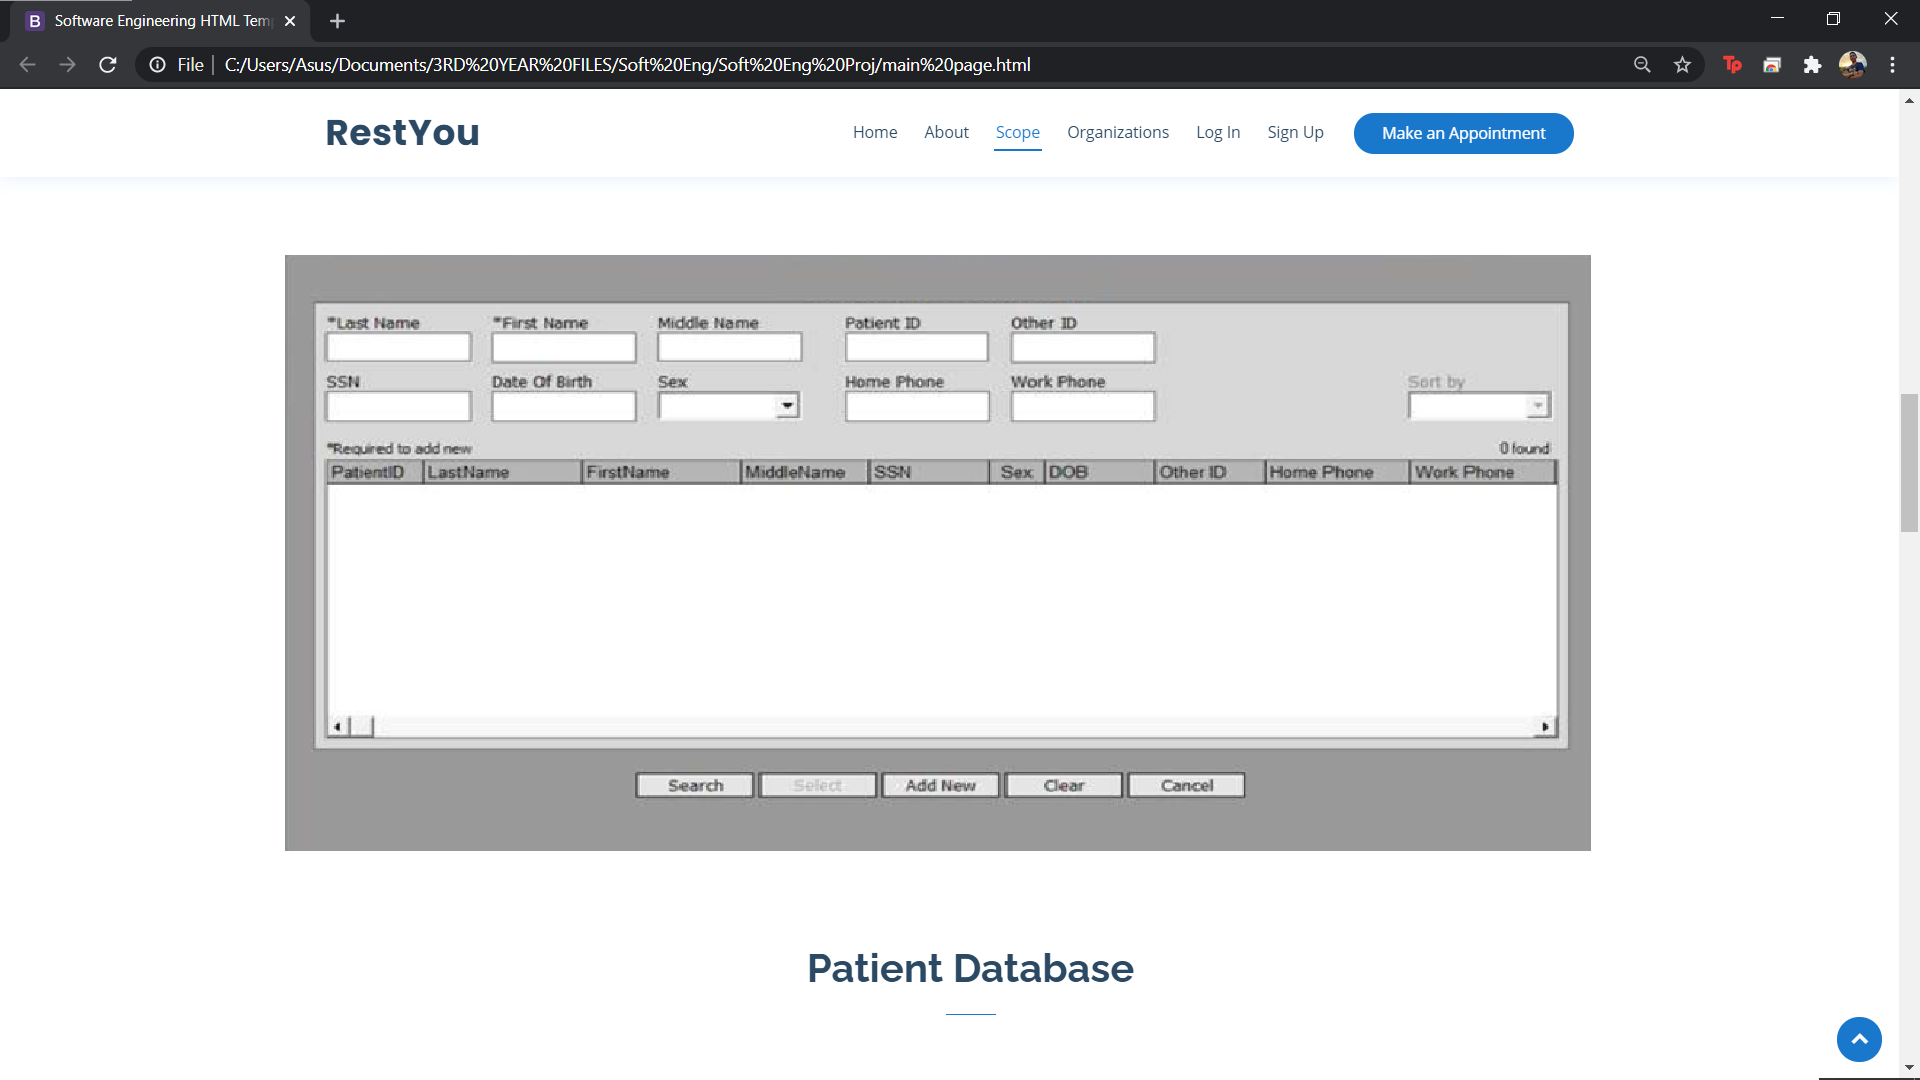 B Software Engineering HTML Tem
File C:/Users/Asus/Documents/3RD%20YEAR%20FILES/Soft%20Eng/Soft%20Eng%20Proj/main%20page.html
Tp
RestYou
Home About Scope Organizations Log In Sign Up Make an Appointment
*Last Name *First Name Middle Name Patient ID Other ID
SSN Date Of Birth Sex Home Phone Work Phone Sort by
*Required to add new 0 found
PatientID LastName FirstName MiddleName SSN Sex DOB Other ID Home Phone Work Phone
Search Select Add New Clear Cancel
Patient Database